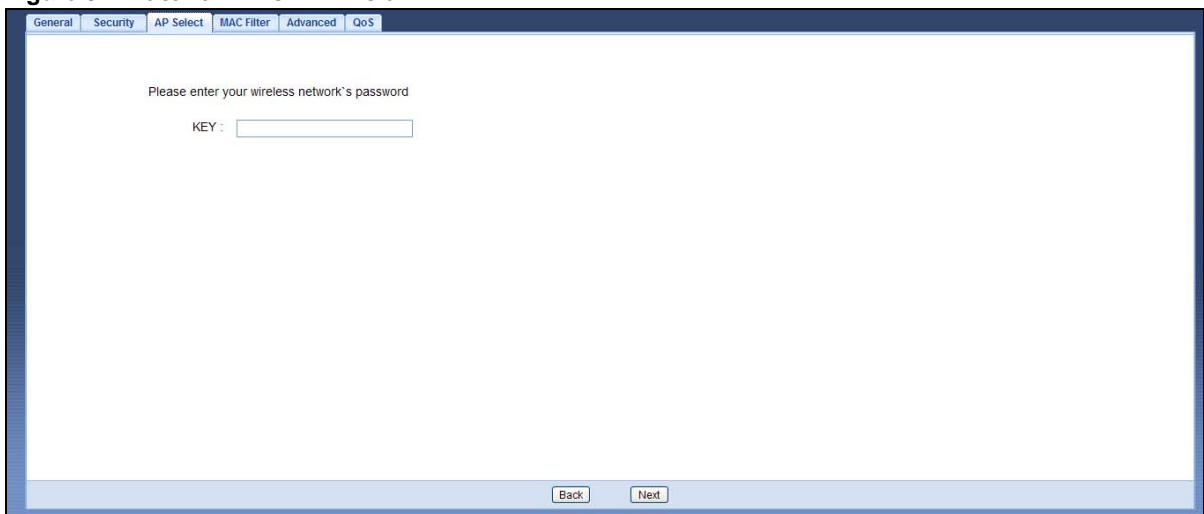 General Security AP Select MAC Filter Advanced QoS
Please enter your wireless network`s password
KEY :
Back Next